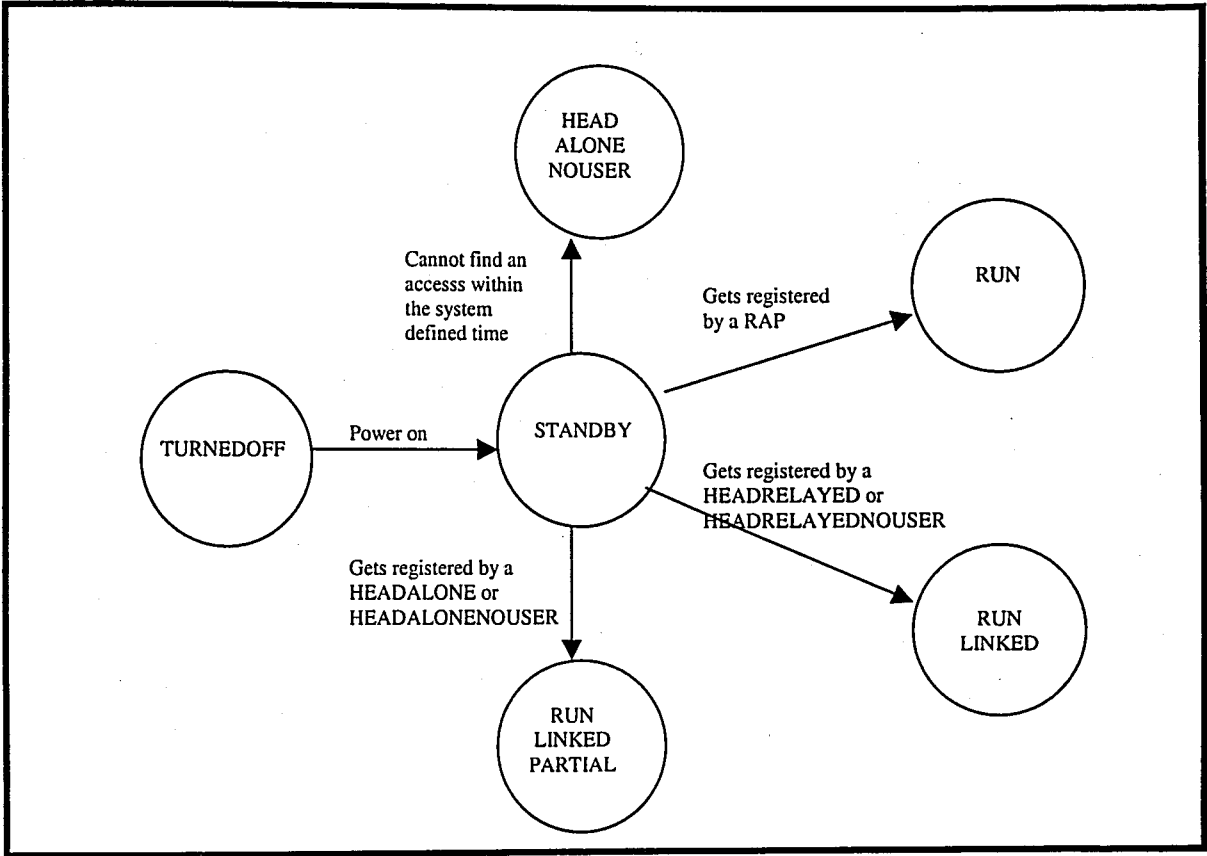 HEAD
ALONE
NOUSER
Cannot find an
accesss within
the system
defined time
Gets registered
by a RAP
RUN
TURNEDOFF
Power on
STANDBY
Gets registered by a
HEADRELAYED or
HEADRELAYEDNOUSER
Gets registered by a
HEADALONE or
HEADALONENOUSER
RUN
LINKED
RUN
LINKED
PARTIAL